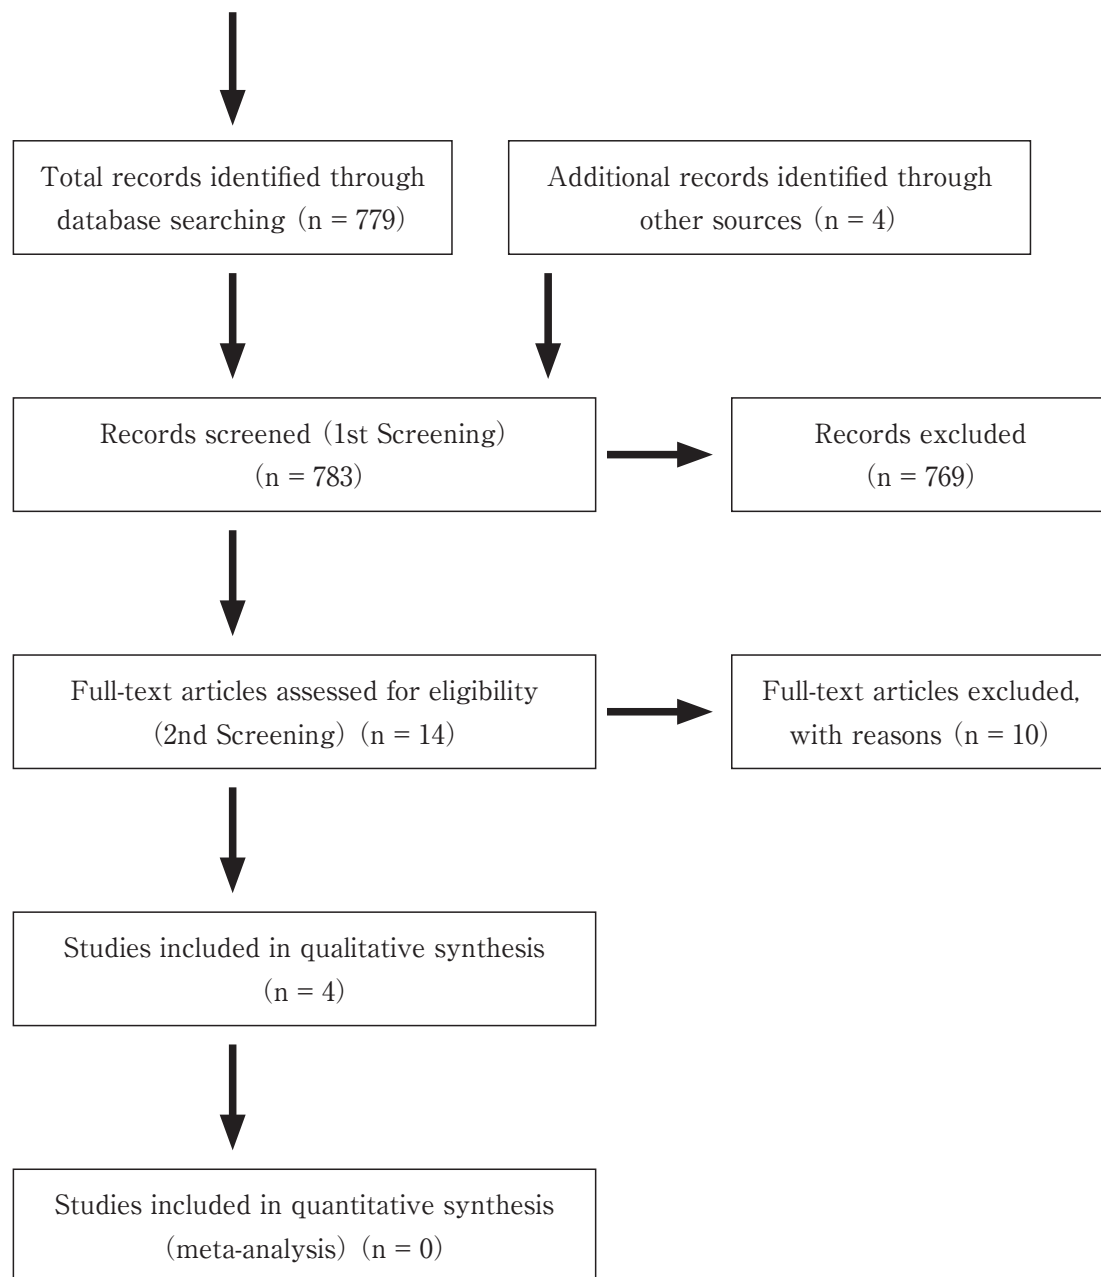 Total records identified through
database searching (n = 779)
Additional records identified through
other sources (n = 4)
Records screened (1st Screening)
(n = 783)
Records excluded
(n = 769)
Full-text articles assessed for eligibility
(2nd Screening) (n = 14)
Full-text articles excluded,
with reasons (n = 10)
Studies included in qualitative synthesis
(n = 4)
Studies included in quantitative synthesis
(meta-analysis) (n = 0)